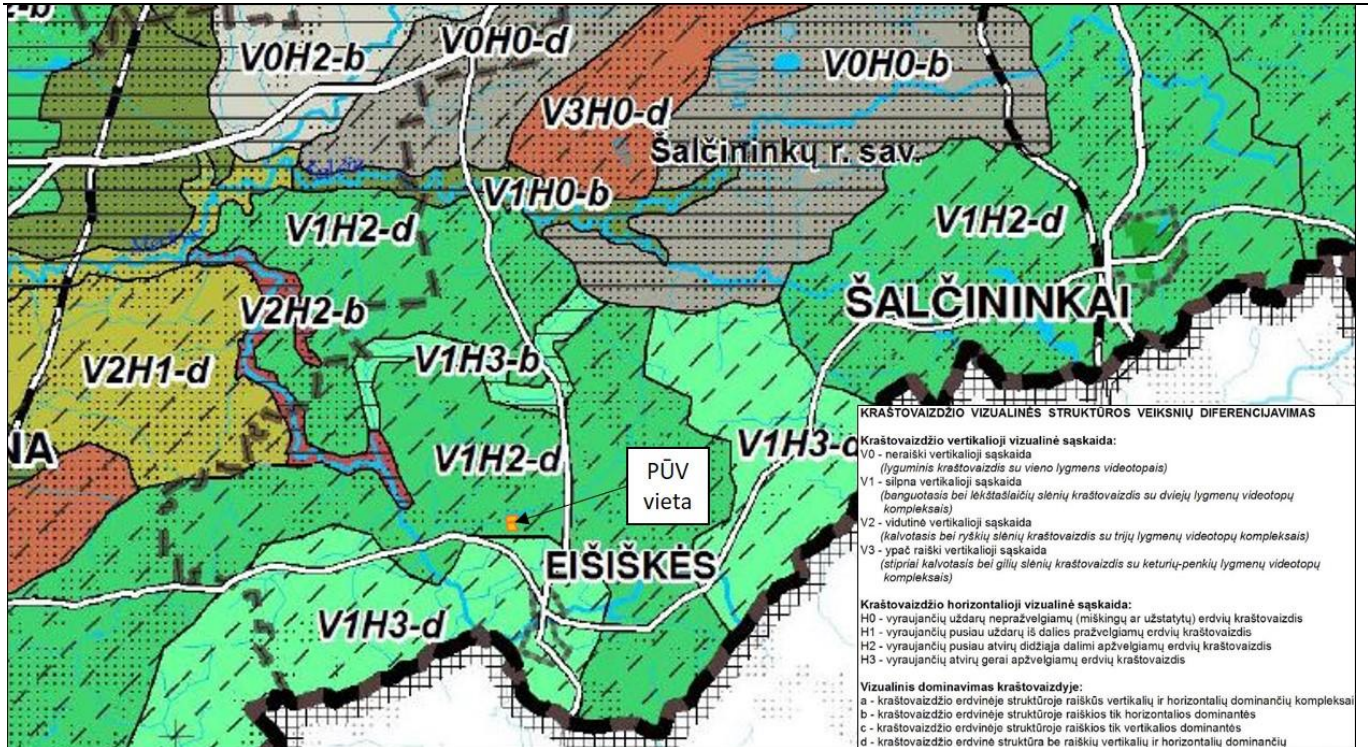 V0H2-b
V0H0-d
V0H0-b
V3H0-d
Šalčininkų r. sav.
V1H0-b
V1H2-d
V1H2-d
V2H2-b
ŠALČININKAI
V1H3-b
V2H1-d
NA
V1H2-d
V1H3-d
PŪV
vieta
EIŠIŠKĖS
V1H3-d
KRAŠTOVAIZDŽIO VIZUALINĖS STRUKTŪROS VEIKSNIŲ DIFERENCIJAVIMAS
Kraštovaizdžio vertikalioji vizualinė sąskaida:
V0 - neraiški vertikalioji sąskaida
(lyguminis kraštovaizdis su vieno lygmens videotopais)
V1 - silpna vertikalioji sąskaida
(banguotasis bei lėkštašlaičių slėnių kraštovaizdis su dviejų lygmenų videotopų
kompleksais)
V2 - vidutinė vertikalioji sąskaida
(kalvotasis bei ryškių slėnių kraštovaizdis su trijų lygmenų videotopų kompleksais)
V3 - ypač raiški vertikalioji sąskaida
(stipriai kalvotasis bei gilių slėnių kraštovaizdis su keturių-penkių lygmenų videotopų
kompleksais)
Kraštovaizdžio horizontalioji vizualinė sąskaida:
H0 - vyraujančių uždarų nepražvelgiamų (miškingų ar užstatytų) erdvių kraštovaizdis
H1 - vyraujančių pusiau uždarų iš dalies pražvelgiamų erdvių kraštovaizdis
H2 - vyraujančių pusiau atvirų didžiąja dalimi apžvelgiamų erdvių kraštovaizdis
H3 - vyraujančių atvirų gerai apžvelgiamų erdvių kraštovaizdis
Vizualinis dominavimas kraštovaizdyje:
a - kraštovaizdžio erdvinėje struktūroje raiškūs vertikalių ir horizontalių dominančių kompleksai
b - kraštovaizdžio erdvinėje struktūroje raiškios tik horizontalios dominantės
c - kraštovaizdžio erdvinėje struktūroje raiškios tik vertikalios dominantės
d - kraštovaizdžio erdvinė struktūra be raiškių vertikalių ir horizontalių dominančių